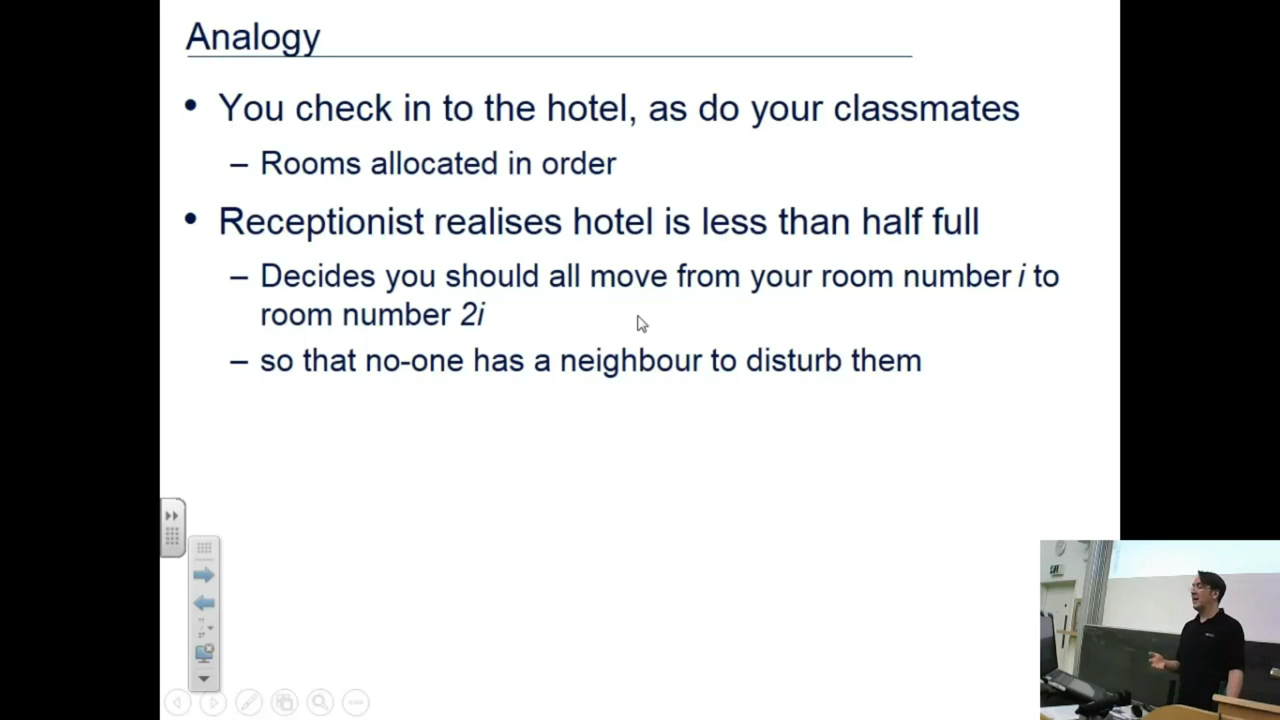 Analogy
• You check in to the hotel, as do your classmates
– Rooms allocated in order
• Receptionist realises hotel is less than half full
– Decides you should all move from your room number i to
room number 2i
– so that no-one has a neighbour to disturb them